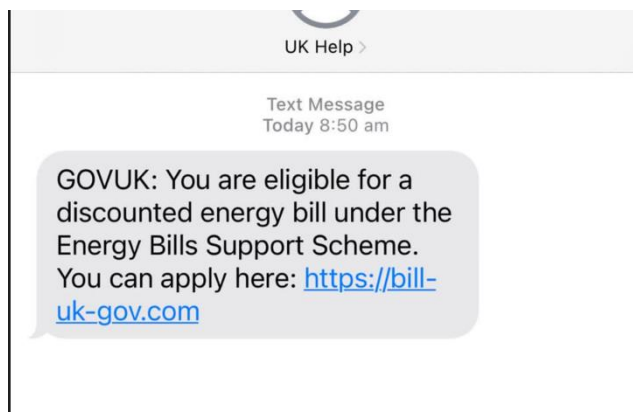 UK Help >
Text Message
Today 8:50 am
GOVUK: You are eligible for a
discounted energy bill under the
Energy Bills Support Scheme.
You can apply here: https://bill-
uk-gov.com